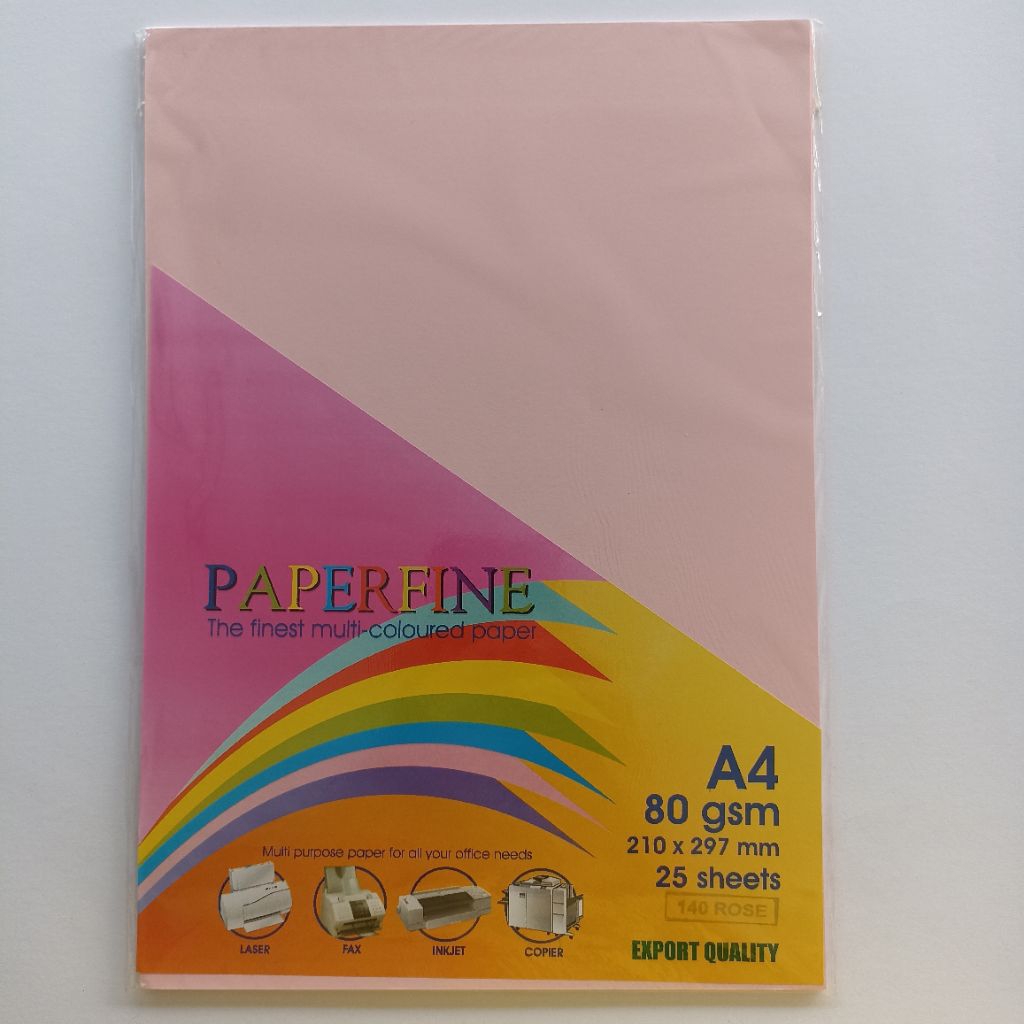 PAPERFINE
The finest multi-coloured paper
A4
80 gsm
210 x 297 mm
25 sheets
140 ROSE
EXPORT QUALITY
Multi purpose paper for all your office needs
LASER
FAX
INKJET
COPIER